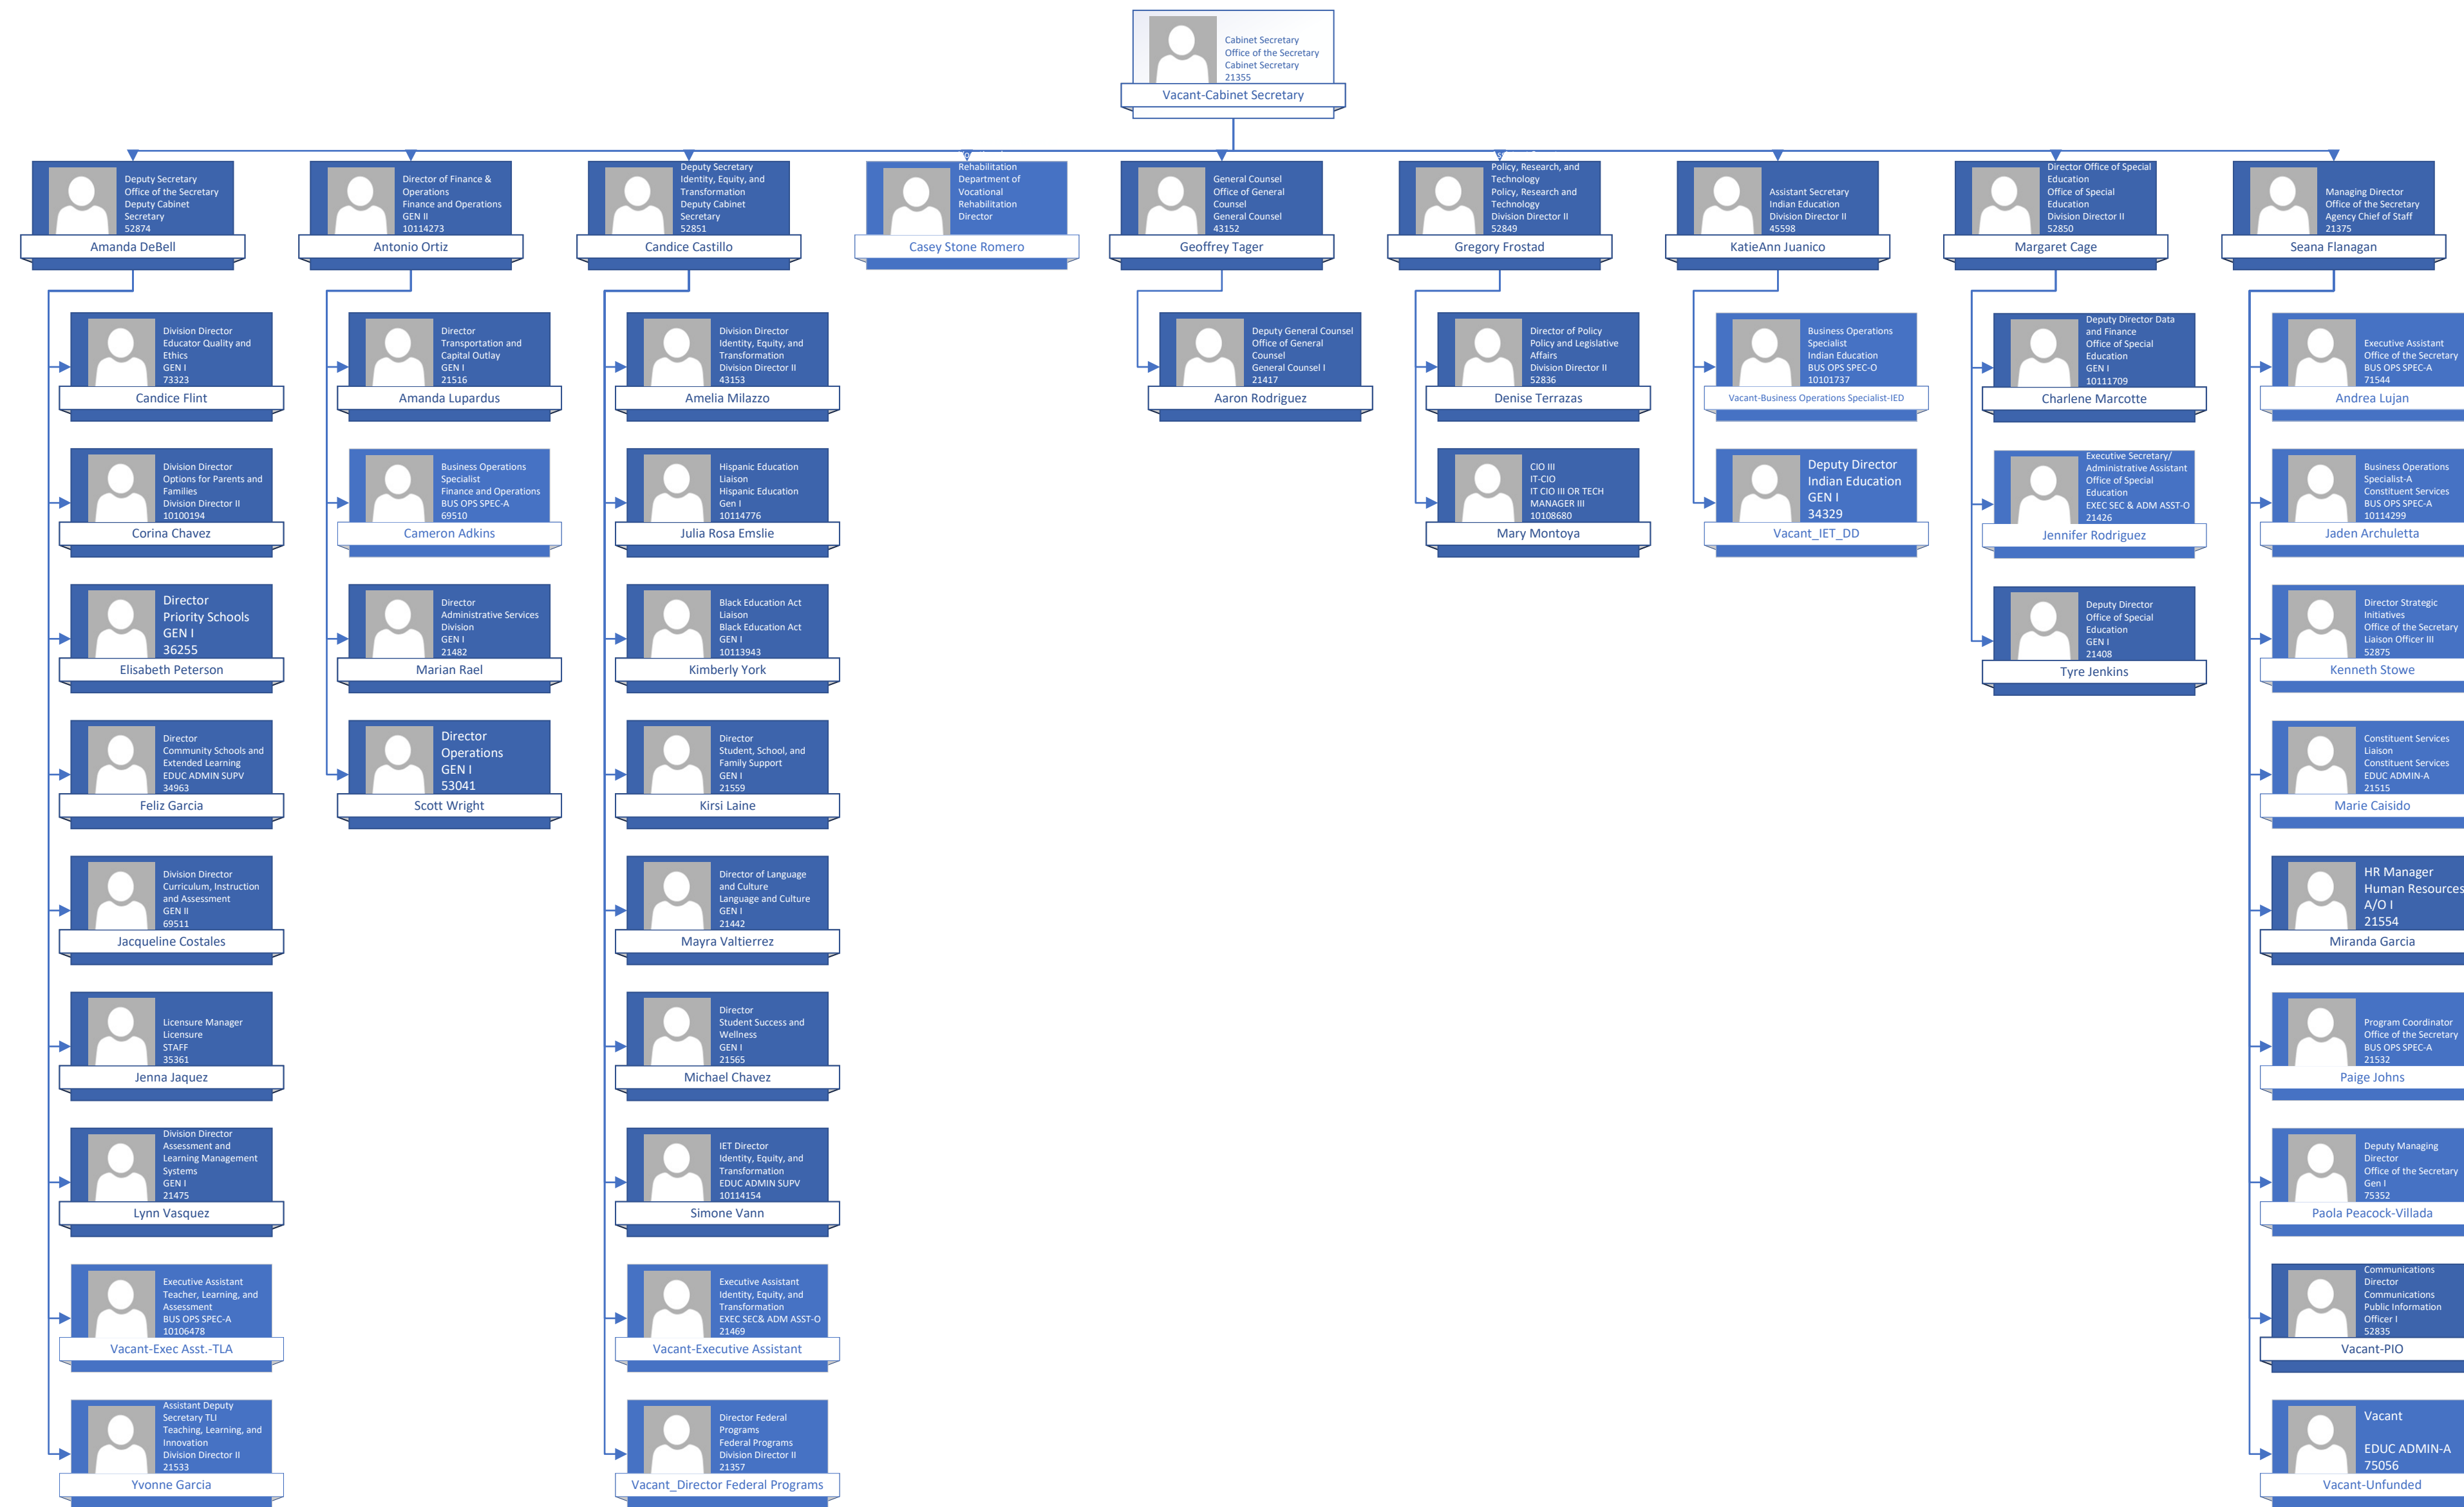 Cabinet Secretary
Office of the Secretary
Cabinet Secretary
21355
Vacant-Cabinet Secretary
Deputy Secretary
Office of the Secretary
Deputy Cabinet
Secretary
52874
Amanda DeBell
Director of Finance &
Operations
Finance and Operations
GEN II
10114273
Antonio Ortiz
Deputy Secretary
Identity, Equity, and
Transformation
Deputy Cabinet
Secretary
52851
Candice Castillo
Rehabilitation
Department of
Vocational
Rehabilitation
Director
Casey Stone Romero
General Counsel
Office of General
Counsel
General Counsel
43152
Geoffrey Tager
Policy, Research, and
Technology
Policy, Research and
Technology
Division Director II
52849
Gregory Frostad
Assistant Secretary
Indian Education
Division Director II
45598
KatieAnn Juanico
Director Office of Special
Education
Office of Special
Education
Division Director II
52850
Margaret Cage
Managing Director
Office of the Secretary
Agency Chief of Staff
21375
Seana Flanagan
Division Director
Educator Quality and
Ethics
GEN I
73323
Candice Flint
Director
Transportation and
Capital Outlay
GEN I
21516
Amanda Lupardus
Division Director
Identity, Equity, and
Transformation
Division Director II
43153
Amelia Milazzo
Deputy General Counsel
Office of General
Counsel
General Counsel I
21417
Aaron Rodriguez
Director of Policy
Policy and Legislative
Affairs
Division Director II
52836
Denise Terrazas
Business Operations
Specialist
Indian Education
BUS OPS SPEC-O
10101737
Vacant-Business Operations Specialist-IED
Deputy Director Data
and Finance
Office of Special
Education
GEN I
10111709
Charlene Marcotte
Executive Assistant
Office of the Secretary
BUS OPS SPEC-A
71544
Andrea Lujan
Division Director
Options for Parents and
Families
Division Director II
10100194
Corina Chavez
Business Operations
Specialist
Finance and Operations
BUS OPS SPEC-A
69510
Cameron Adkins
Hispanic Education
Liaison
Hispanic Education
Gen I
10114776
Julia Rosa Emslie
CIO III
IT-CIO
IT CIO III OR TECH
MANAGER III
10108680
Mary Montoya
Deputy Director
Indian Education
GEN I
34329
Vacant_IET_DD
Executive Secretary/
Administrative Assistant
Office of Special
Education
EXEC SEC & ADM ASST-O
21426
Jennifer Rodriguez
Business Operations
Specialist-A
Constituent Services
BUS OPS SPEC-A
10114299
Jaden Archuletta
Director
Priority Schools
GEN I
36255
Elisabeth Peterson
Director
Administrative Services
Division
GEN I
21482
Marian Rael
Black Education Act
Liaison
Black Education Act
GEN I
10113943
Kimberly York
Deputy Director
Office of Special
Education
GEN I
21408
Tyre Jenkins
Director Strategic
Initiatives
Office of the Secretary
Liaison Officer III
52875
Kenneth Stowe
Director
Community Schools and
Extended Learning
EDUC ADMIN SUPV
34963
Feliz Garcia
Director
Operations
GEN I
53041
Scott Wright
Director
Student, School, and
Family Support
GEN I
21559
Kirsi Laine
Constituent Services
Liaison
Constituent Services
EDUC ADMIN-A
21515
Marie Caisido
Division Director
Curriculum, Instruction
and Assessment
GEN II
69511
Jacqueline Costales
Director of Language
and Culture
Language and Culture
GEN I
21442
Mayra Valtierrez
HR Manager
Human Resources
A/O I
21554
Miranda Garcia
Licensure Manager
Licensure
STAFF
35361
Jenna Jaquez
Director
Student Success and
Wellness
GEN I
21565
Michael Chavez
Program Coordinator
Office of the Secretary
BUS OPS SPEC-A
21532
Paige Johns
Division Director
Assessment and
Learning Management
Systems
GEN I
21475
Lynn Vasquez
IET Director
Identity, Equity, and
Transformation
EDUC ADMIN SUPV
10114154
Simone Vann
Deputy Managing
Director
Office of the Secretary
Gen I
75352
Paola Peacock-Villada
Executive Assistant
Teacher, Learning, and
Assessment
BUS OPS SPEC-A
10106478
Vacant-Exec Asst.-TLA
Executive Assistant
Identity, Equity, and
Transformation
EXEC SEC& ADM ASST-O
21469
Vacant-Executive Assistant
Communications
Director
Communications
Public Information
Officer I
52835
Vacant-PIO
Assistant Deputy
Secretary TLI
Teaching, Learning, and
Innovation
Division Director II
21533
Yvonne Garcia
Director Federal
Programs
Federal Programs
Division Director II
21357
Vacant_Director Federal Programs
Vacant
EDUC ADMIN-A
75056
Vacant-Unfunded